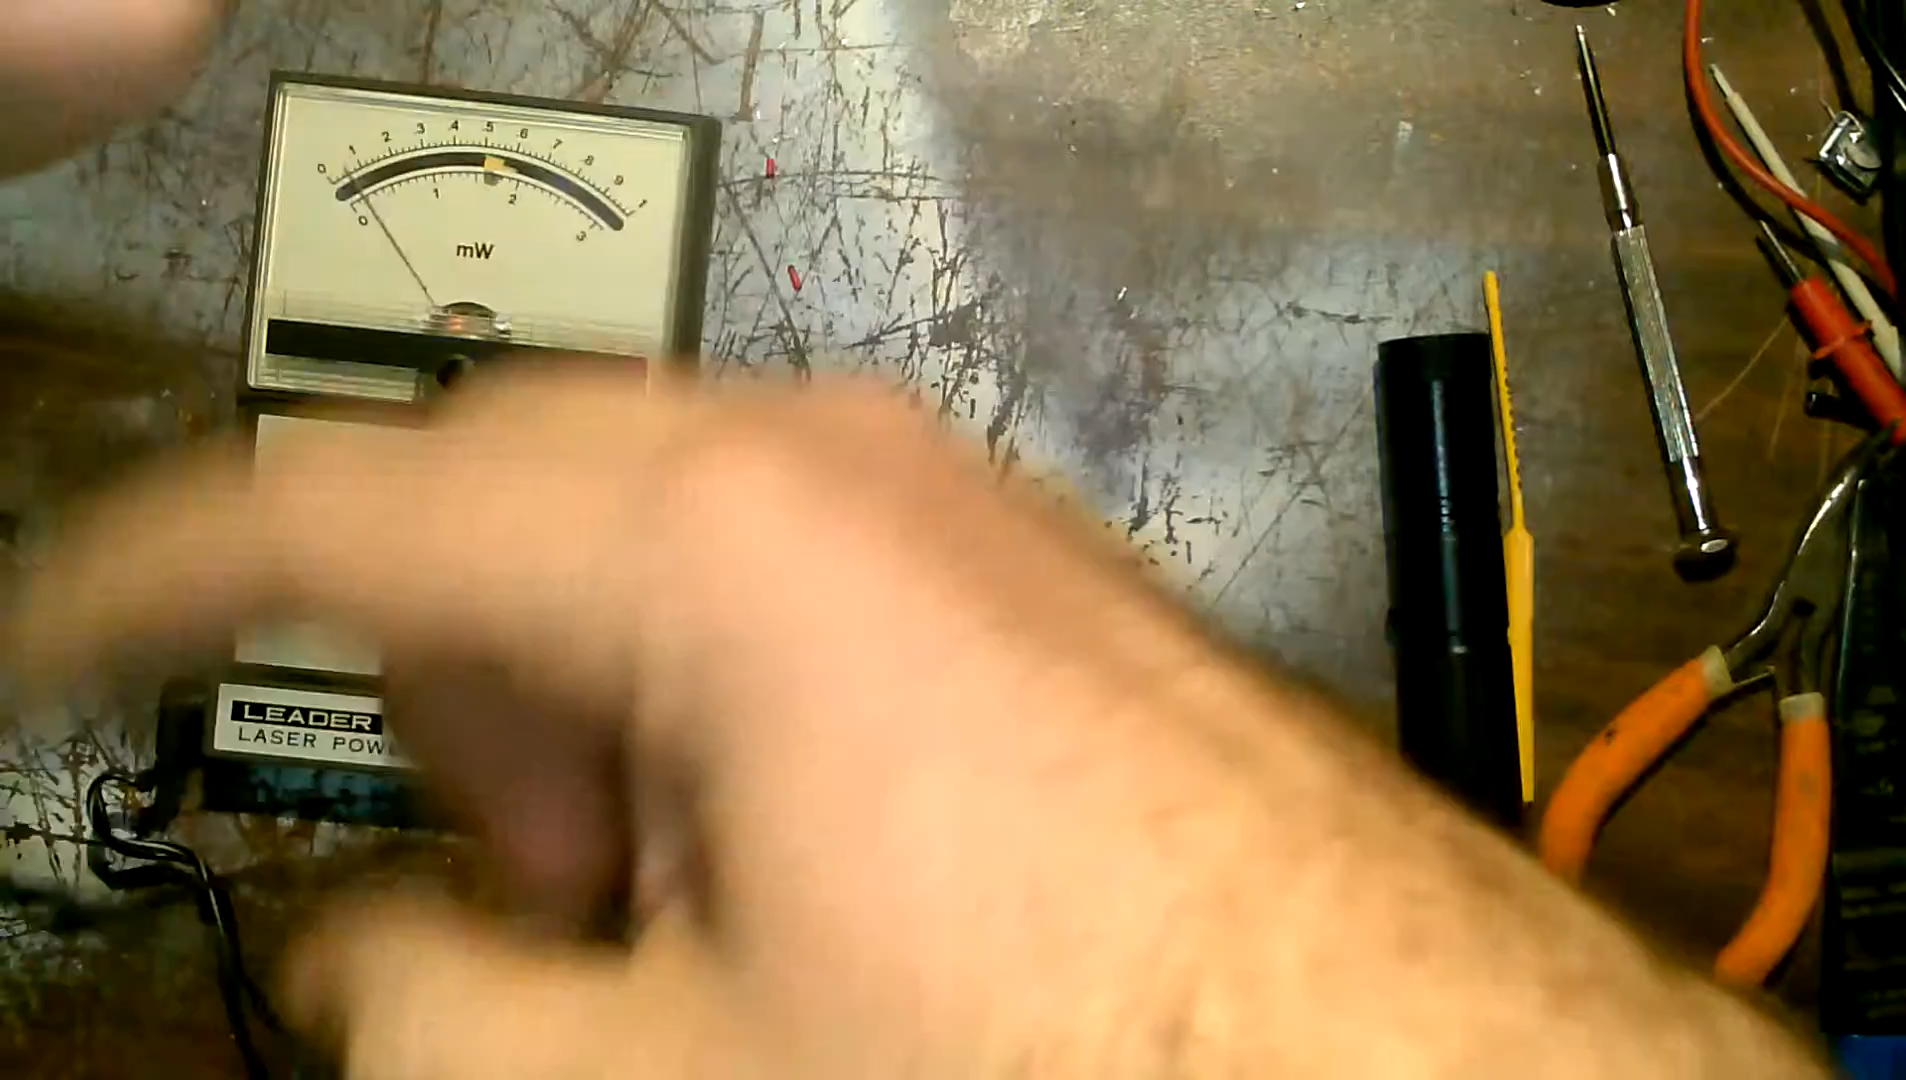 0 1 2 .3 .4 .5 .6 .7 .8 9 1
0 1 2 3
mW
LEADER
LASER POW